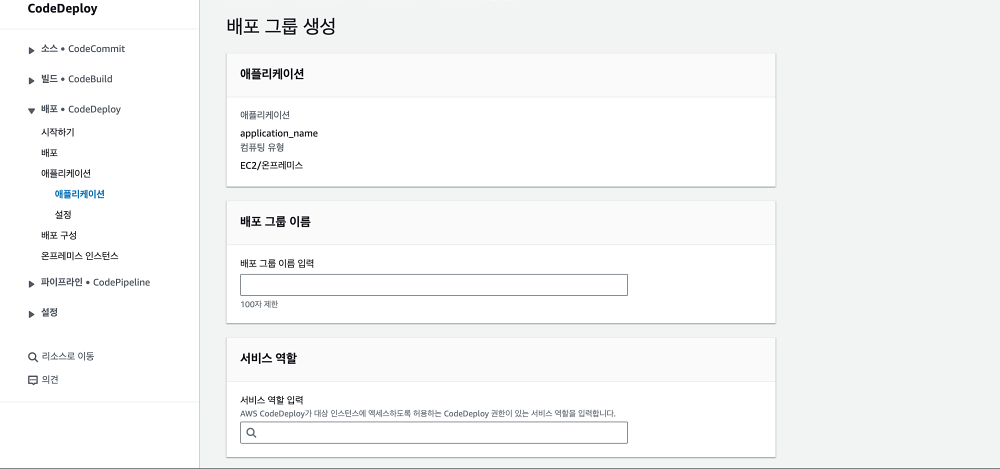 CodeDeploy
소스 • CodeCommit
빌드 • CodeBuild
배포 • CodeDeploy
시작하기
배포
애플리케이션
애플리케이션
설정
배포 구성
온프레미스 인스턴스
파이프라인 • CodePipeline
설정
리소스로 이동
의견
배포 그룹 생성
애플리케이션
애플리케이션
application_name
컴퓨팅 유형
EC2/온프레미스
배포 그룹 이름
배포 그룹 이름 입력
100자 제한
서비스 역할
서비스 역할 입력
AWS CodeDeploy가 대상 인스턴스에 액세스하도록 허용하는 CodeDeploy 권한이 있는 서비스 역할을 입력합니다.